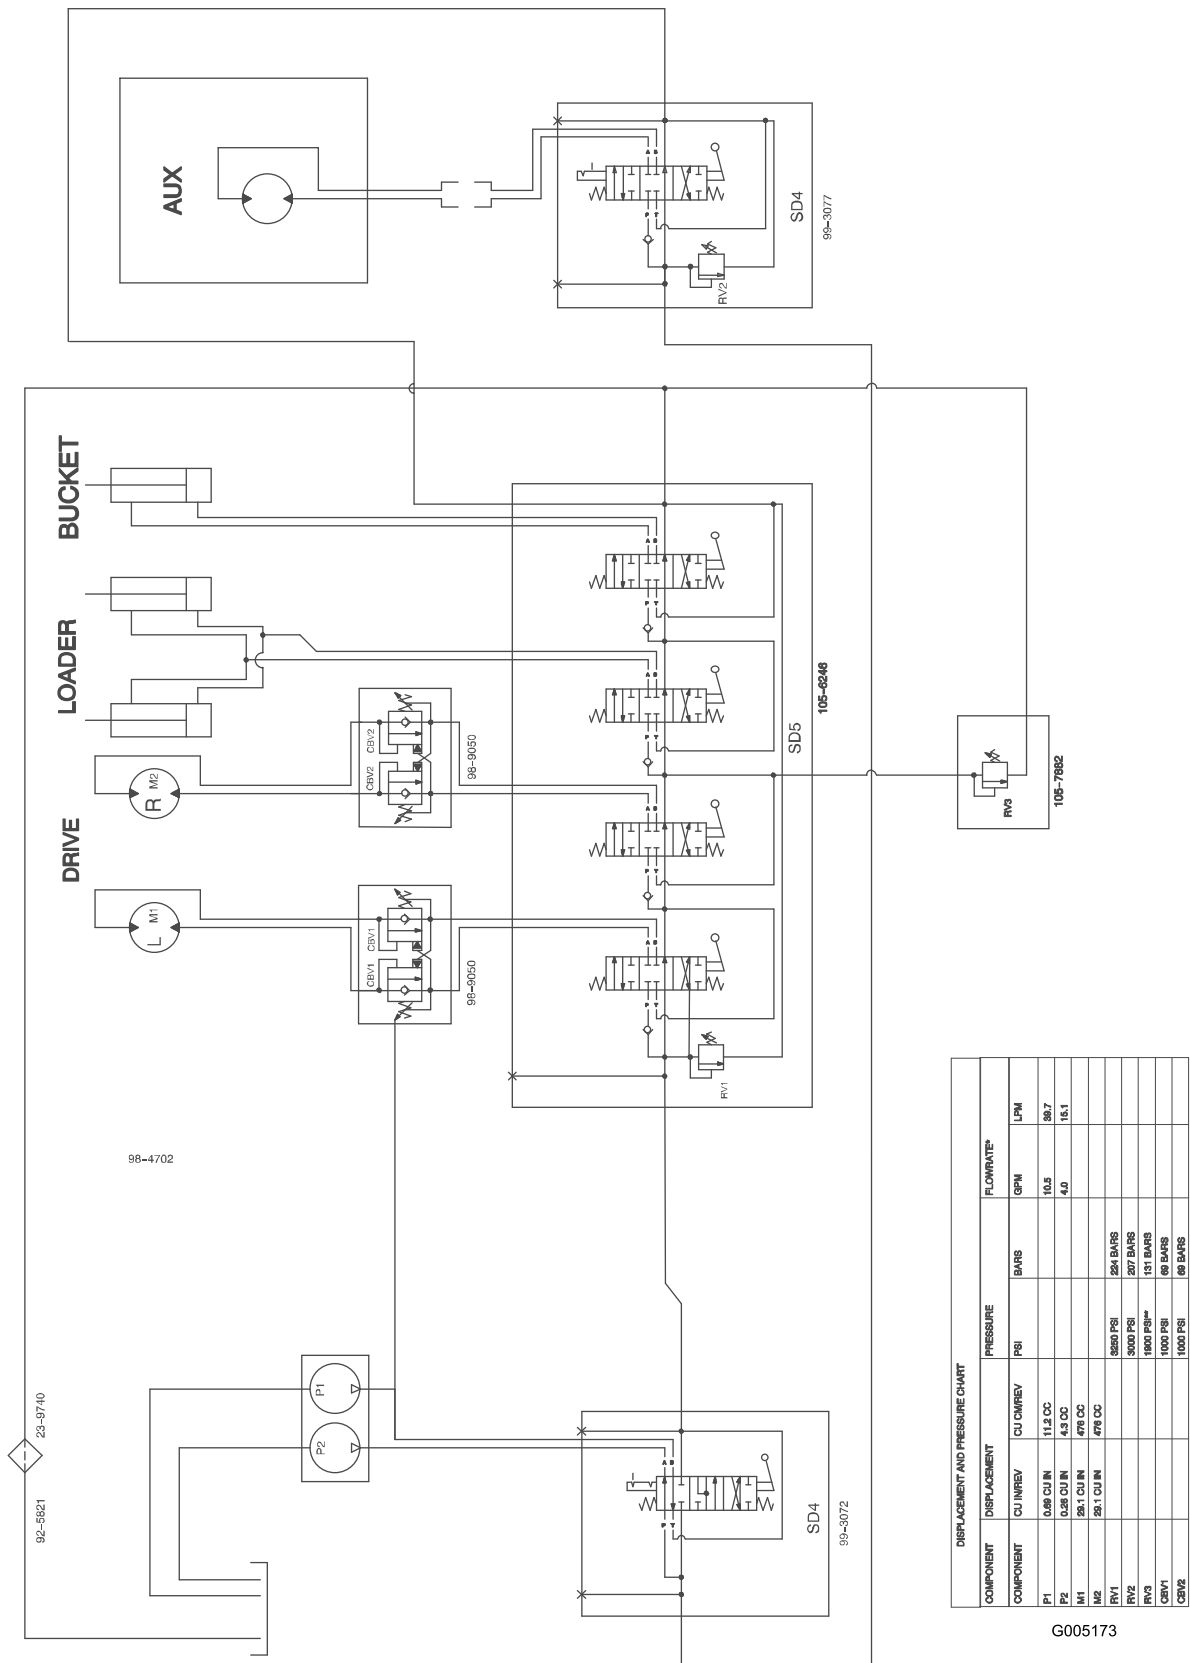 AUX
A B
P T
RV2
SD4
99-3077
BUCKET
LOADER
DRIVE
A B
P T
A B
P T
105-6248
SD5
CBV2
CBV2
98-9050
R M2
A B
P T
RV3
105-7882
L M1
CBV1
CBV1
98-9050
A B
P T
RV1
98-4702
23-9740
92-5821
P1
P2
A B
P T
SD4
99-3072
DISPLACEMENT AND PRESSURE CHART
COMPONENT DISPLACEMENT PRESSURE FLOWRATE*
COMPONENT CU IN/REV CU CM/REV PSI BARS GPM LPM
P1 0.69 CU IN 11.2 CC 10.5 39.7
P2 0.26 CU IN 4.3 CC 4.0 15.1
M1 29.1 CU IN 476 CC
M2 29.1 CU IN 476 CC
RV1 3250 PSI 224 BARS
RV2 3000 PSI 207 BARS
RV3 1900 PSI** 131 BARS
CBV1 1000 PSI 69 BARS
CBV2 1000 PSI 69 BARS
G005173